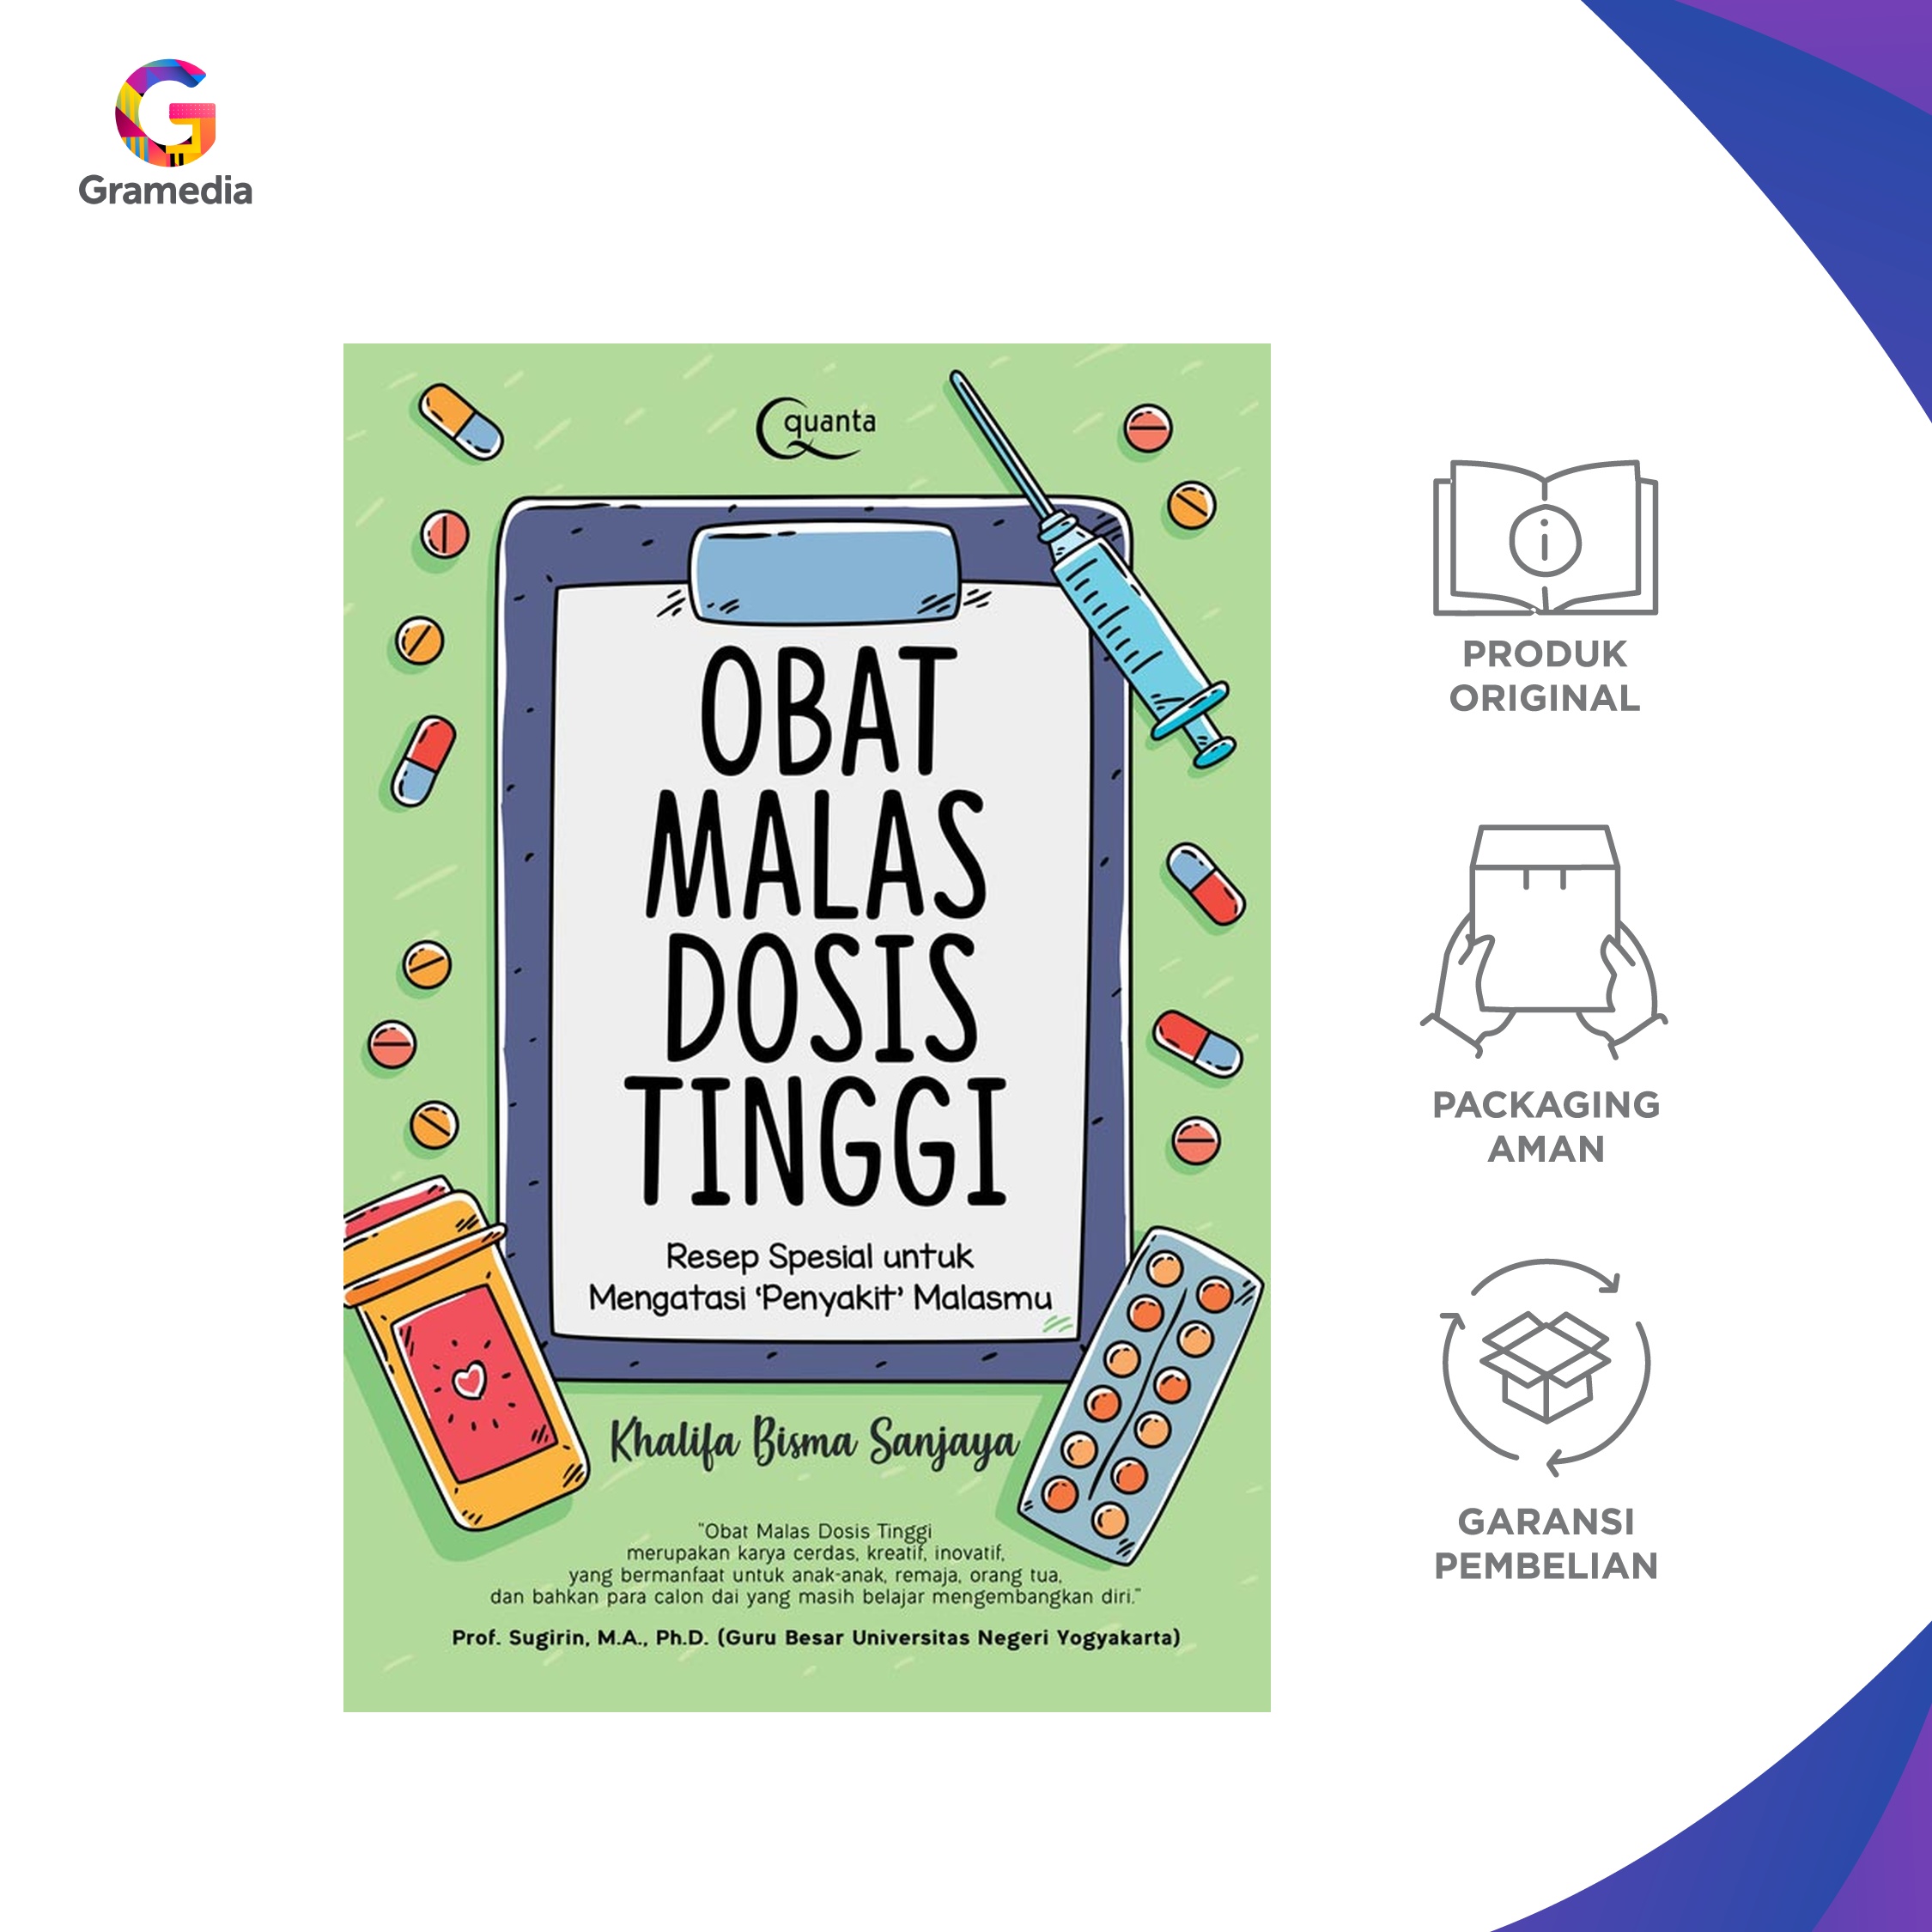 Gramedia
quanta
OBAT
MALAS
DOSIS
TINGGI
Resep Spesial untuk
Mengatasi ‘Penyakit’ Malasmu
Khalifa Bisma Sanjaya
"Obat Malas Dosis Tinggi
merupakan karya cerdas, kreatif, inovatif,
yang bermanfaat untuk anak-anak, remaja, orang tua,
dan bahkan para calon dai yang masih belajar mengembangkan diri."
Prof. Sugirin, M.A., Ph.D. (Guru Besar Universitas Negeri Yogyakarta)
PRODUK
ORIGINAL
PACKAGING
AMAN
GARANSI
PEMBELIAN